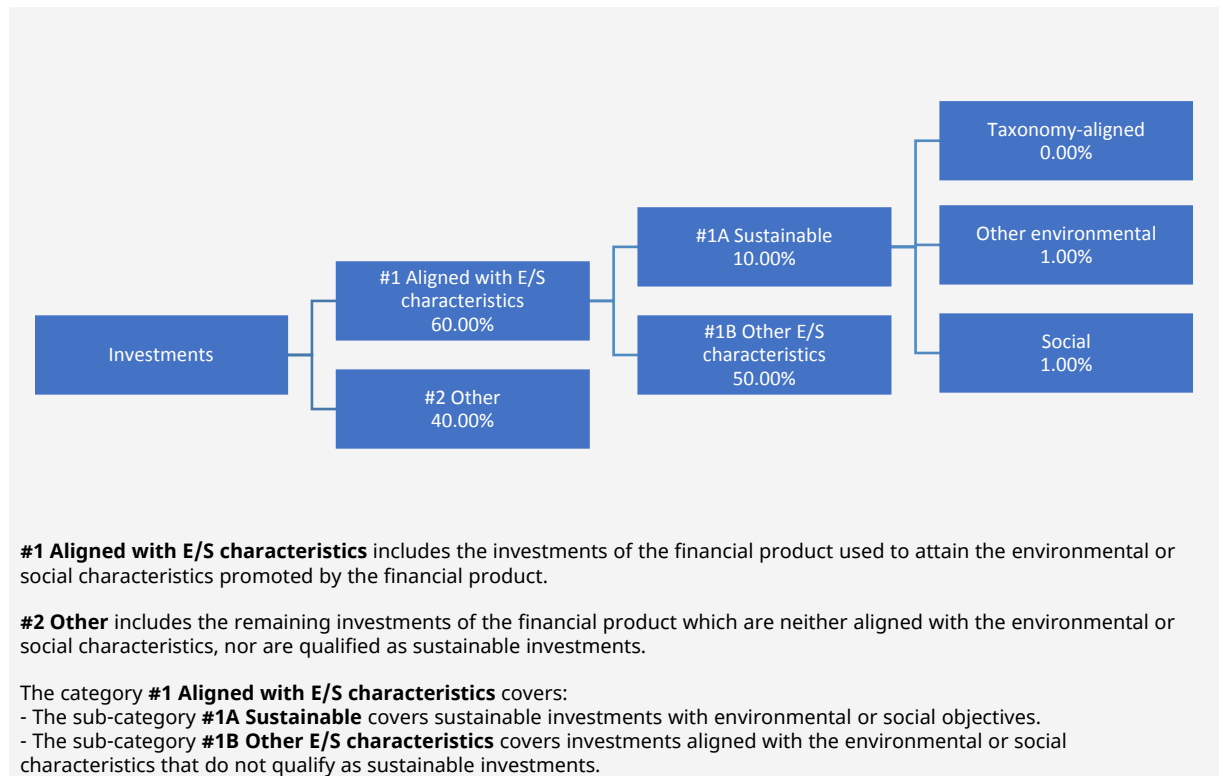 Investments
#1 Aligned with E/S
characteristics
60.00%
#2 Other
40.00%
#1A Sustainable
10.00%
#1B Other E/S
characteristics
50.00%
Taxonomy-aligned
0.00%
Other environmental
1.00%
Social
1.00%
#1 Aligned with E/S characteristics includes the investments of the financial product used to attain the environmental or
social characteristics promoted by the financial product.
#2 Other includes the remaining investments of the financial product which are neither aligned with the environmental or
social characteristics, nor are qualified as sustainable investments.
The category #1 Aligned with E/S characteristics covers:
- The sub-category #1A Sustainable covers sustainable investments with environmental or social objectives.
- The sub-category #1B Other E/S characteristics covers investments aligned with the environmental or social
characteristics that do not qualify as sustainable investments.